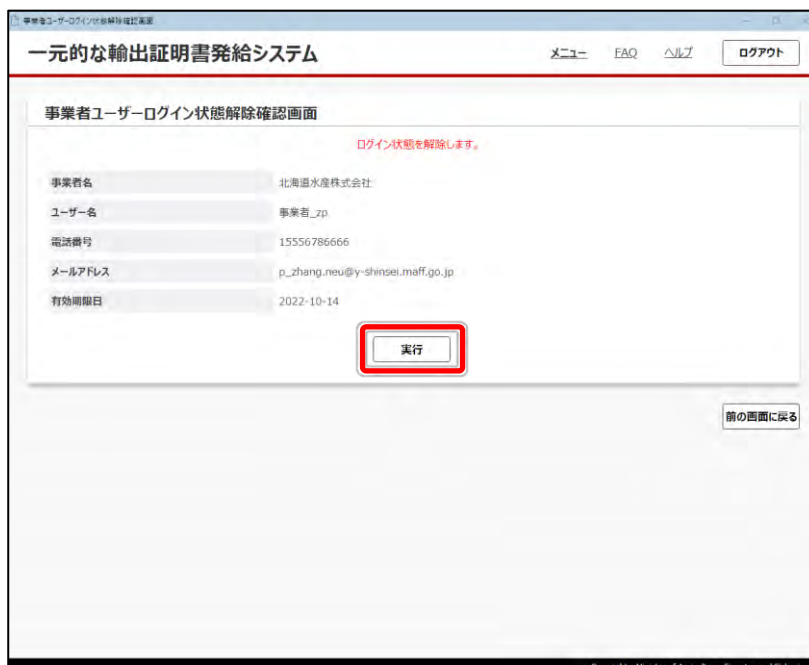 事業者ユーザーログイン状態解除確認画面
一元的な輸出証明書発給システム
メニュー FAQ ヘルプ ログアウト
事業者ユーザーログイン状態解除確認画面
ログイン状態を解除します。
事業者名 北海道水産株式会社
ユーザー名 事業者_zp
電話番号 15556786666
メールアドレス p_zhang.neu@y-shinsei.maff.go.jp
有効期限日 2022-10-14
実行
前の画面に戻る